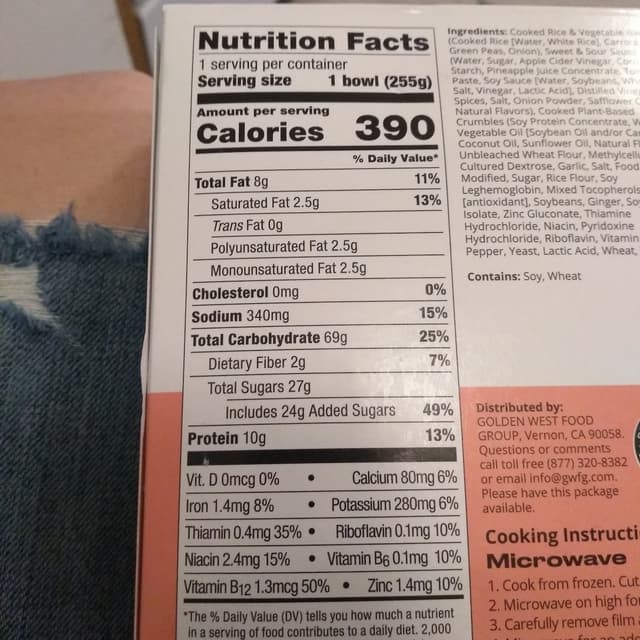 Nutrition Facts
1 serving per container
Serving size 1 bowl (255g)
Amount per serving
Calories 390
% Daily Value*
Total Fat 8g 11%
Saturated Fat 2.5g 13%
Trans Fat 0g
Polyunsaturated Fat 2.5g
Monounsaturated Fat 2.5g
Cholesterol 0mg 0%
Sodium 340mg 15%
Total Carbohydrate 69g 25%
Dietary Fiber 2g 7%
Total Sugars 27g
Includes 24g Added Sugars 49%
Protein 10g 13%
Vit. D 0mcg 0% • Calcium 80mg 6%
Iron 1.4mg 8% • Potassium 280mg 6%
Thiamin 0.4mg 35% • Riboflavin 0.1mg 10%
Niacin 2.4mg 15% • Vitamin B6 0.1mg 10%
Vitamin B12 1.3mcg 50% • Zinc 1.4mg 10%
*The % Daily Value (DV) tells you how much a nutrient
in a serving of food contributes to a daily diet. 2,000
Ingredients: Cooked Rice & Vegetable
(Cooked Rice [Water, White Rice],
Green Peas, Onion), Sweet & Sour
(Water, Sugar, Apple Cider Vinegar,
Starch, Pineapple Juice Concentrate,
Paste, Soy Sauce [Water, Soybeans,
Salt, Vinegar, Lactic Acid], Distilled
Spices, Salt, Onion Powder, Safflower
Natural Flavors), Cooked Plant-Based
Crumbles (Soy Protein Concentrate,
Vegetable Oil [Soybean Oil and/or
Coconut Oil, Sunflower Oil, Natural
Unbleached Wheat Flour,
Cultured Dextrose, Garlic, Salt, Food
Modified, Sugar, Rice Flour, Soy
Leghemoglobin, Mixed Tocopherols
[antioxidant], Soybeans, Ginger,
Isolate, Zinc Gluconate, Thiamine
Hydrochloride, Niacin, Pyridoxine
Hydrochloride, Riboflavin, Vitamin
Pepper, Yeast, Lactic Acid, Wheat,
Contains: Soy, Wheat
Distributed by:
GOLDEN WEST FOOD
GROUP, Vernon, CA 90058.
Questions or comments
call toll free (877) 320-8382
or email info@gwfg.com.
Please have this package
available.
Cooking Instructi
Microwave
1. Cook from frozen. Cut
2. Microwave on high fo
3. Carefully remove film